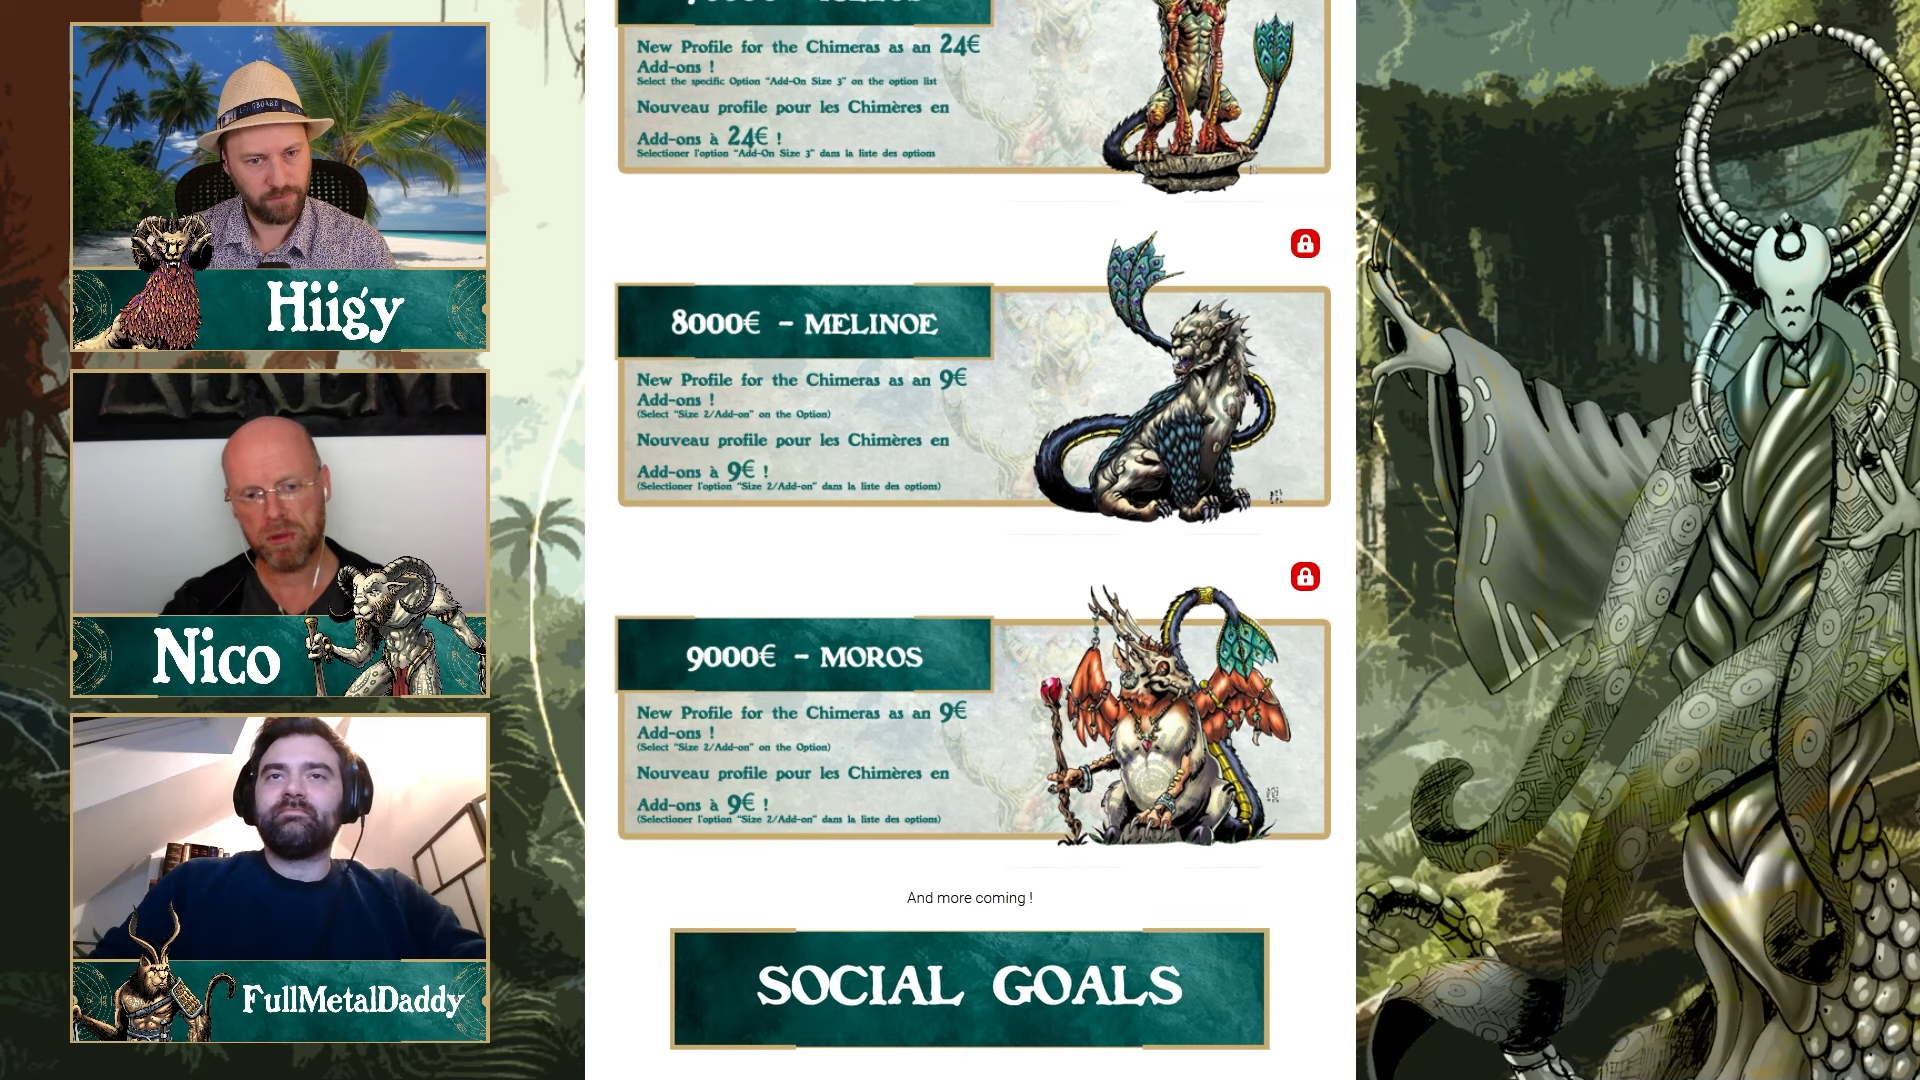 Hiigy
Nico
FullMetalDaddy
New Profile for the Chimeras as an 24€
Add-ons !
Select the specific Option "Add-On Size 3" on the option list
Nouveau profile pour les Chimères en
Add-ons à 24€ !
Selectioner l'option "Add-On Size 3" dans la liste des options
8000€ - MELINOE
New Profile for the Chimeras as an 9€
Add-ons !
(Select "Size 2/Add-on" on the Option)
Nouveau profile pour les Chimères en
Add-ons à 9€ !
(Selectioner l'option "Size 2/Add-on" dans la liste des options)
9000€ - MOROS
New Profile for the Chimeras as an 9€
Add-ons !
(Select "Size 2/Add-on" on the Option)
Nouveau profile pour les Chimères en
Add-ons à 9€ !
(Selectioner l'option "Size 2/Add-on" dans la liste des options)
And more coming !
SOCIAL GOALS